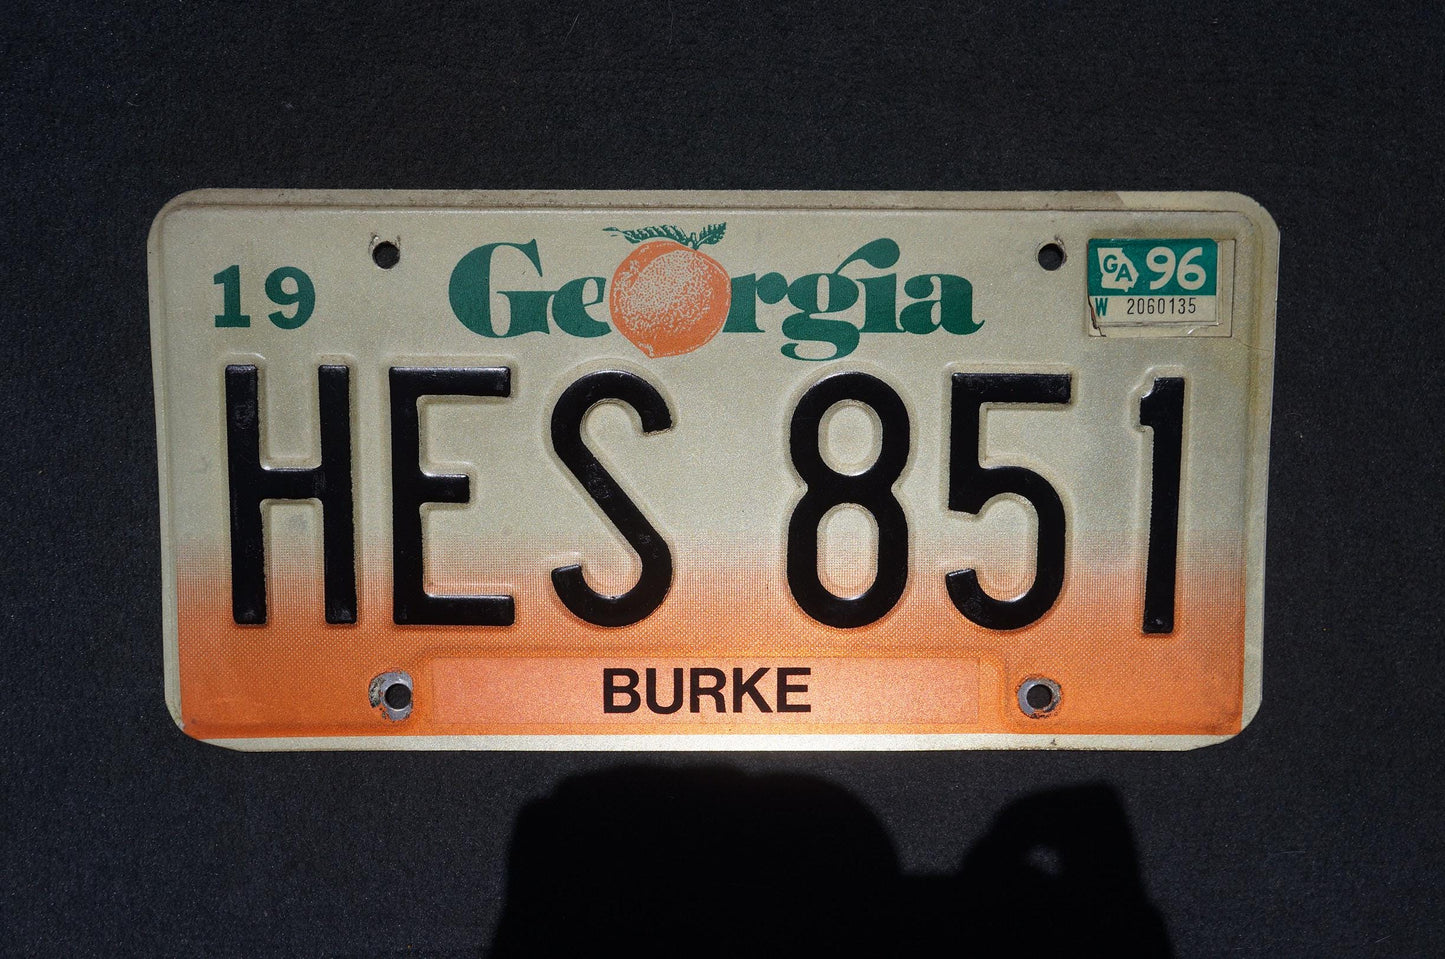 19 Georgia GA 96
W 2060135
HES 851
BURKE